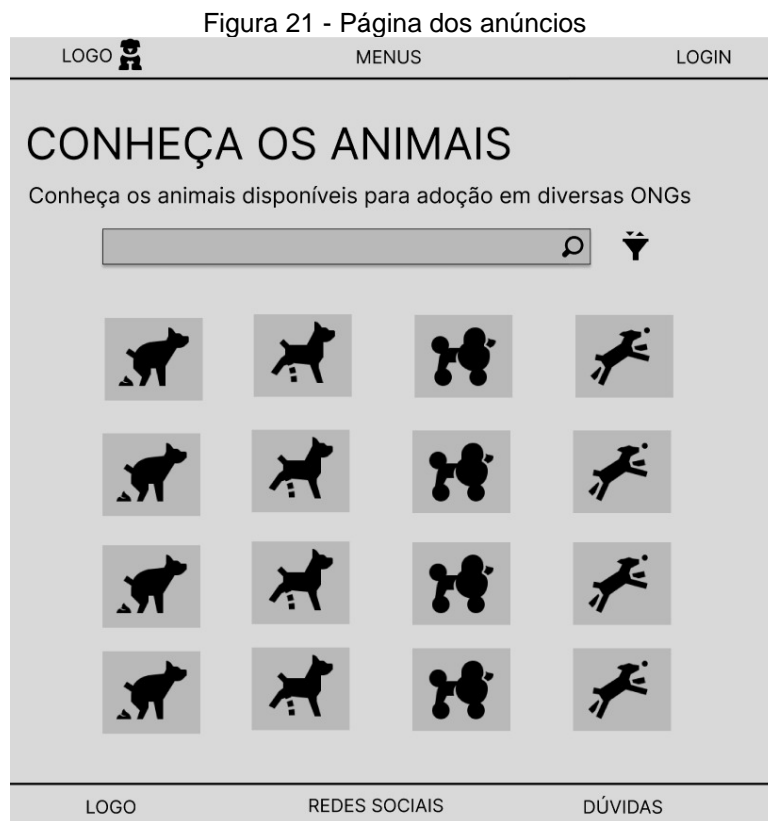 Figura 21 - Página dos anúncios
LOGO MENUS LOGIN
CONHEÇA OS ANIMAIS
Conheça os animais disponíveis para adoção em diversas ONGs
LOGO REDES SOCIAIS DÚVIDAS